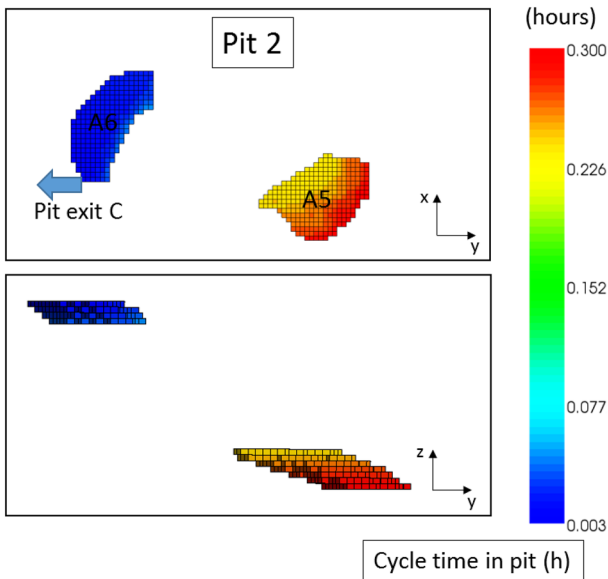 (hours)
Pit 2
0.300
A6
0.226
Pit exit C
A5
x
y
0.152
0.077
z
y
0.003
Cycle time in pit (h)